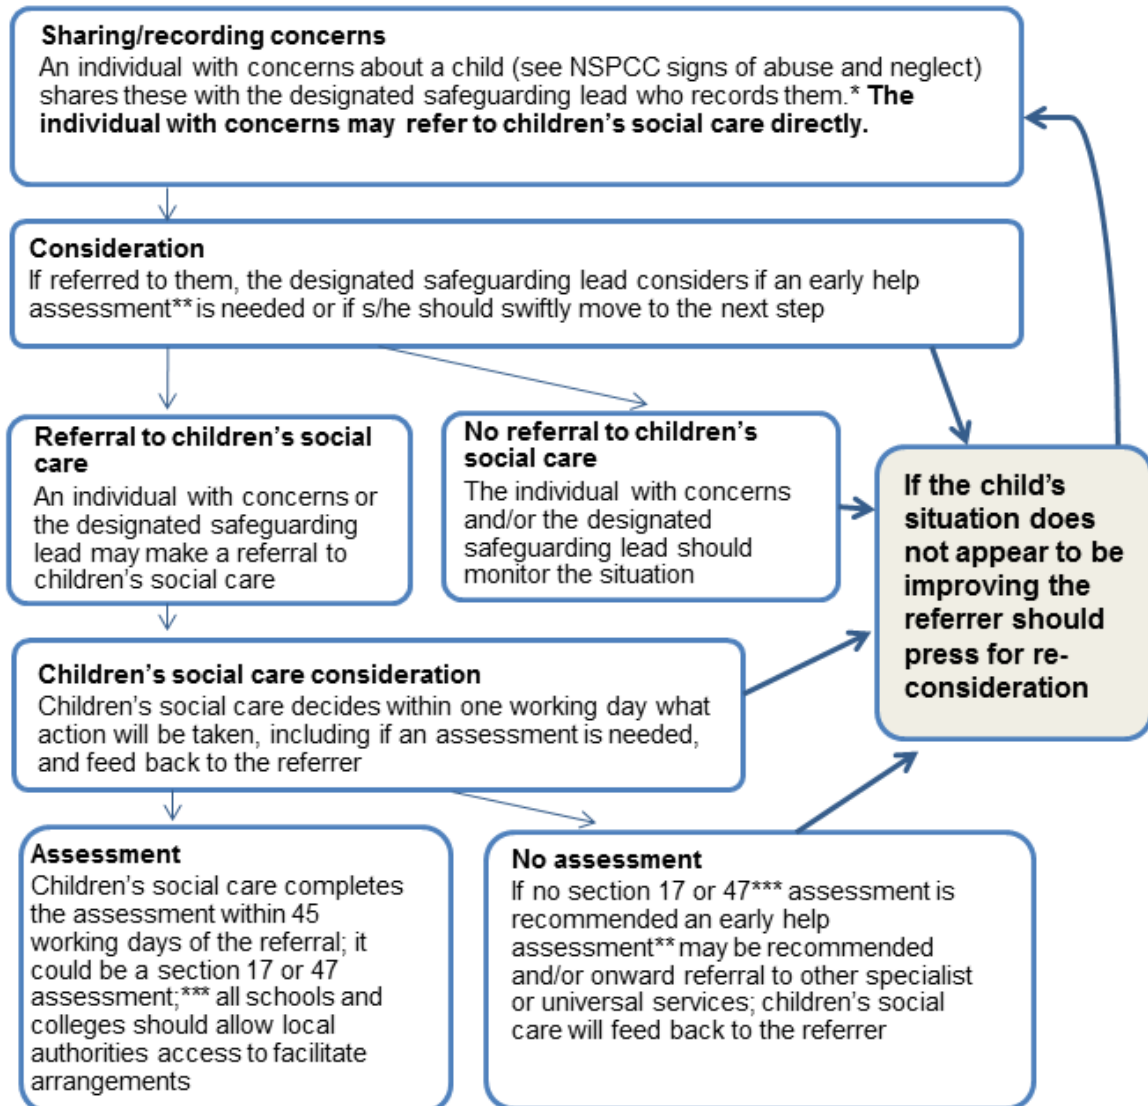 Sharing/recording concerns
An individual with concerns about a child (see NSPCC signs of abuse and neglect)
shares these with the designated safeguarding lead who records them.* The
individual with concerns may refer to children's social care directly.
Consideration
If referred to them, the designated safeguarding lead considers if an early help
assessment** is needed or if s/he should swiftly move to the next step
Referral to children's social
care
An individual with concerns or
the designated safeguarding
lead may make a referral to
children's social care
No referral to children's
social care
The individual with concerns
and/or the designated
safeguarding lead should
monitor the situation
If the child's
situation does
not appear to be
improving the
referrer should
press for re-
consideration
Children's social care consideration
Children's social care decides within one working day what
action will be taken, including if an assessment is needed,
and feed back to the referrer
Assessment
Children's social care completes
the assessment within 45
working days of the referral; it
could be a section 17 or 47
assessment;*** all schools and
colleges should allow local
authorities access to facilitate
arrangements
No assessment
If no section 17 or 47*** assessment is
recommended an early help
assessment** may be recommended
and/or onward referral to other specialist
or universal services; children's social
care will feed back to the referrer